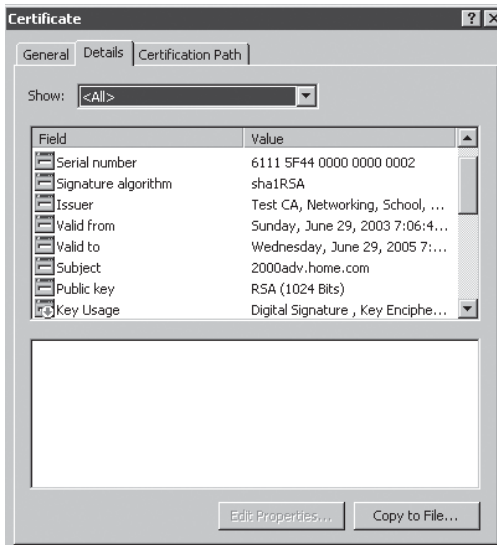 Certificate
General Details Certification Path
Show: <All>
Field Value
Serial number 6111 5F44 0000 0000 0002
Signature algorithm sha1RSA
Issuer Test CA, Networking, School, ...
Valid from Sunday, June 29, 2003 7:06:4...
Valid to Wednesday, June 29, 2005 7:...
Subject 2000adv.home.com
Public key RSA (1024 Bits)
Key Usage Digital Signature , Key Enciphe...
Edit Properties... Copy to File...